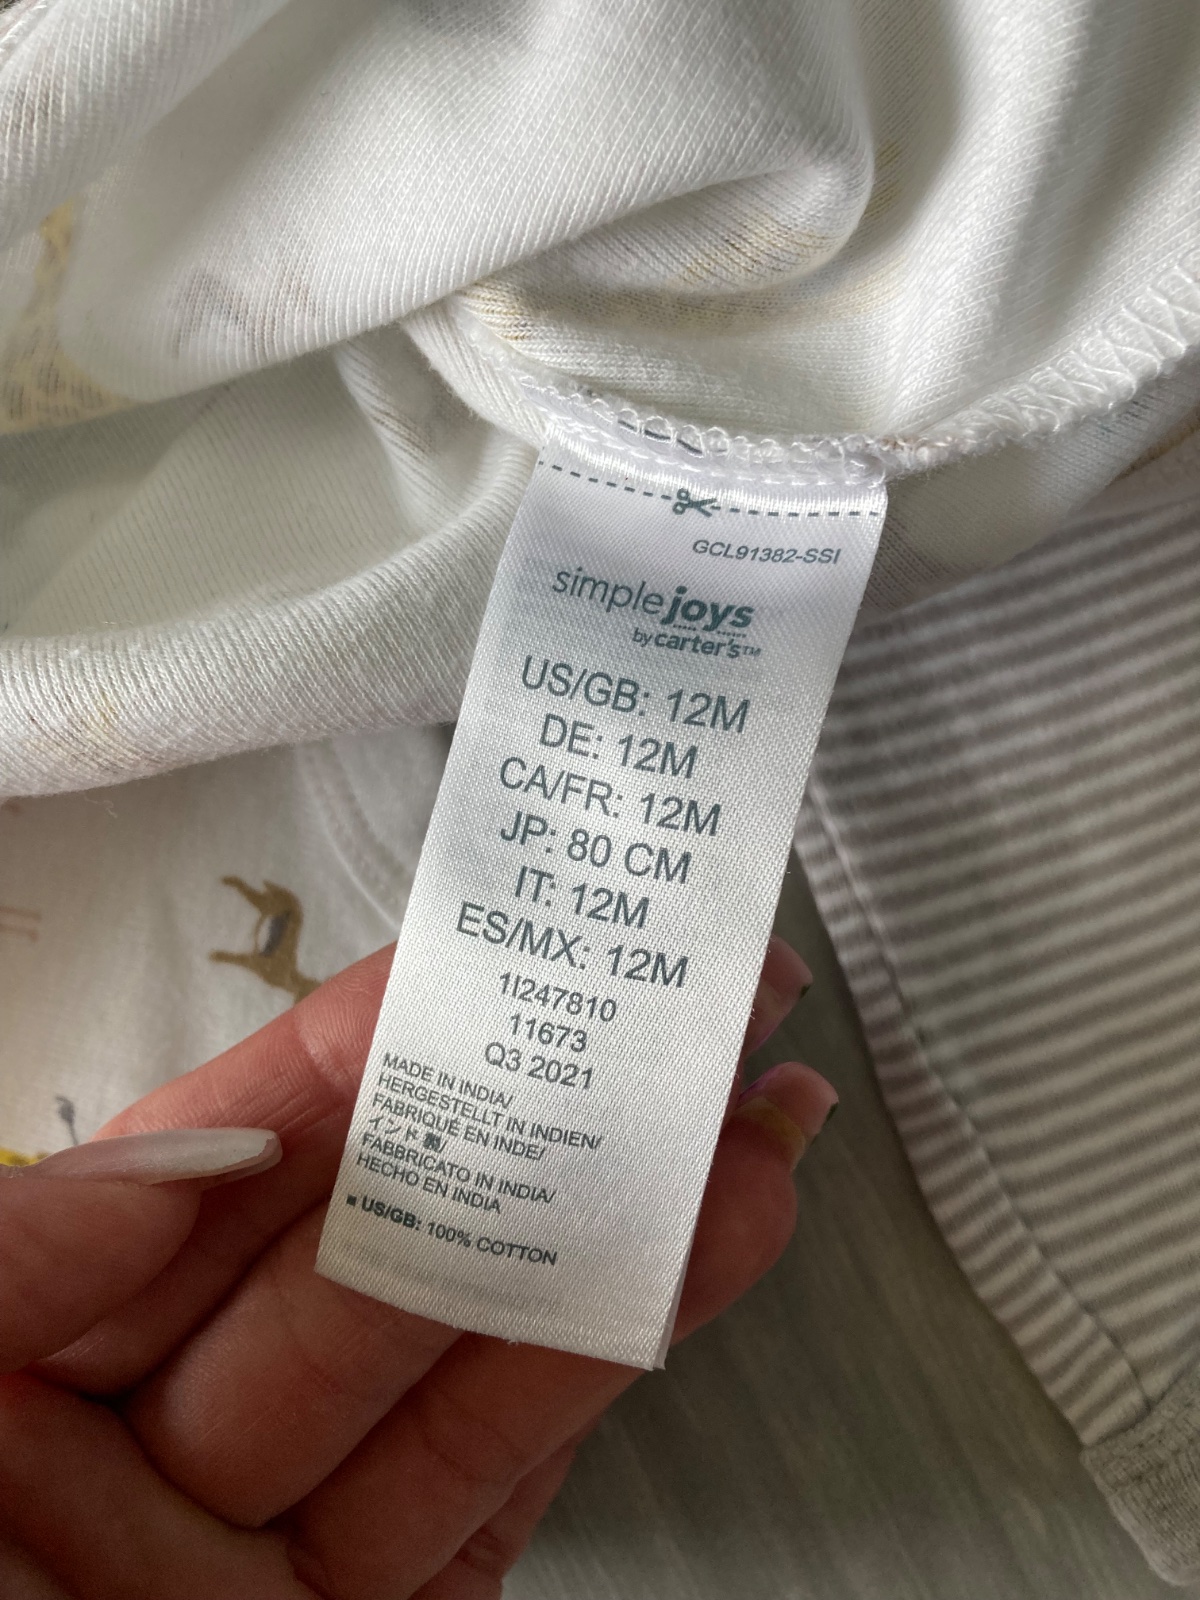 GCL91382-SSI
simple joys
by carter's™
US/GB: 12M
DE: 12M
CA/FR: 12M
JP: 80 CM
IT: 12M
ES/MX: 12M
1I247810
11673
Q3 2021
MADE IN INDIA/
HERGESTELLT IN INDIEN/
FABRIQUÉ EN INDE/
インド製/
FABBRICATO IN INDIA/
HECHO EN INDIA
▪ US/GB: 100% COTTON